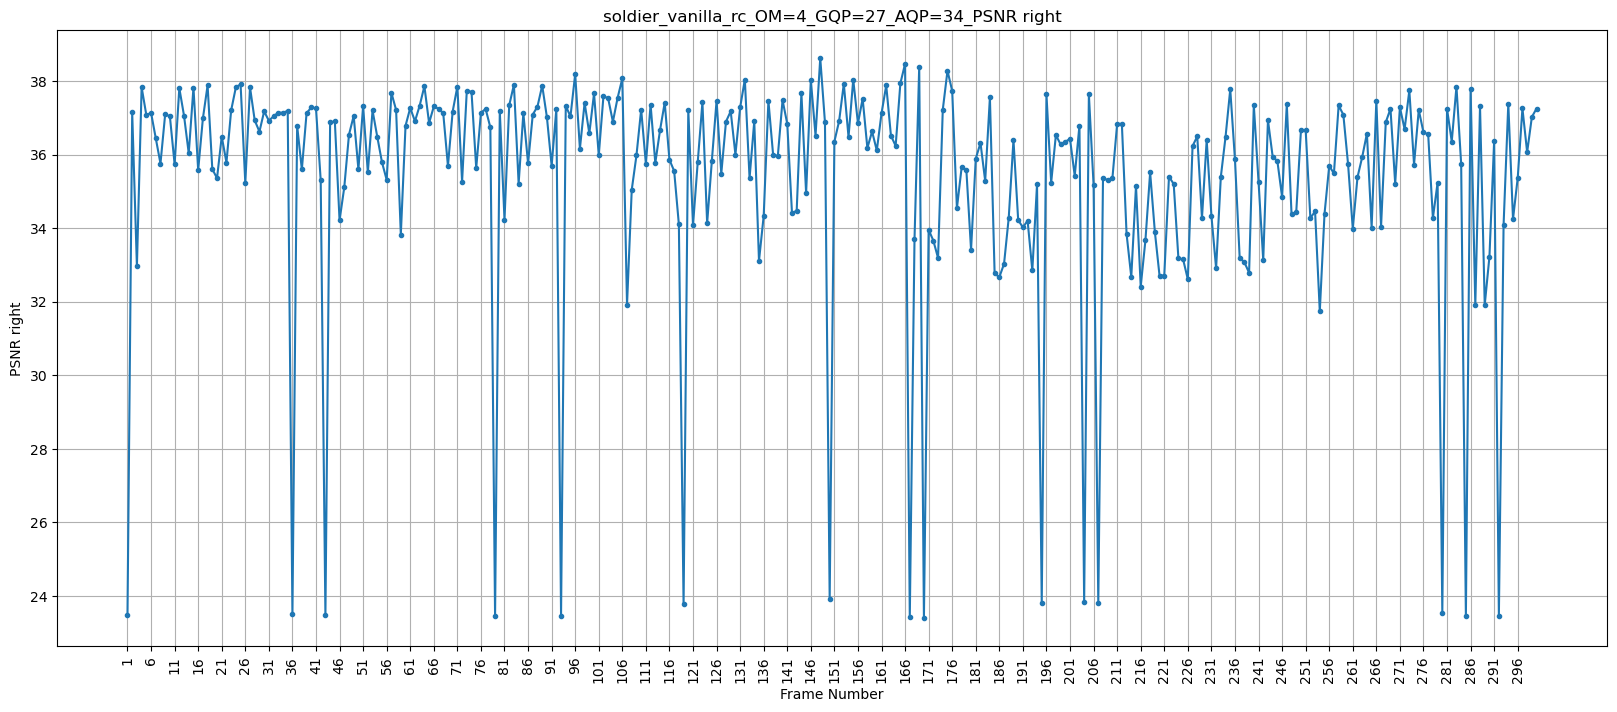 soldier_vanilla_rc_OM=4_GQP=27_AQP=34_PSNR right
38
36
34
32
30
28
26
24
PSNR right
1 6 11 16 21 26 31 36 41 46 51 56 61 66 71 76 81 86 91 96 101 106 111 116 121 126 131 136 141 146 151 156 161 166 171 176 181 186 191 196 201 206 211 216 221 226 231 236 241 246 251 256 261 266 271 276 281 286 291 296
Frame Number